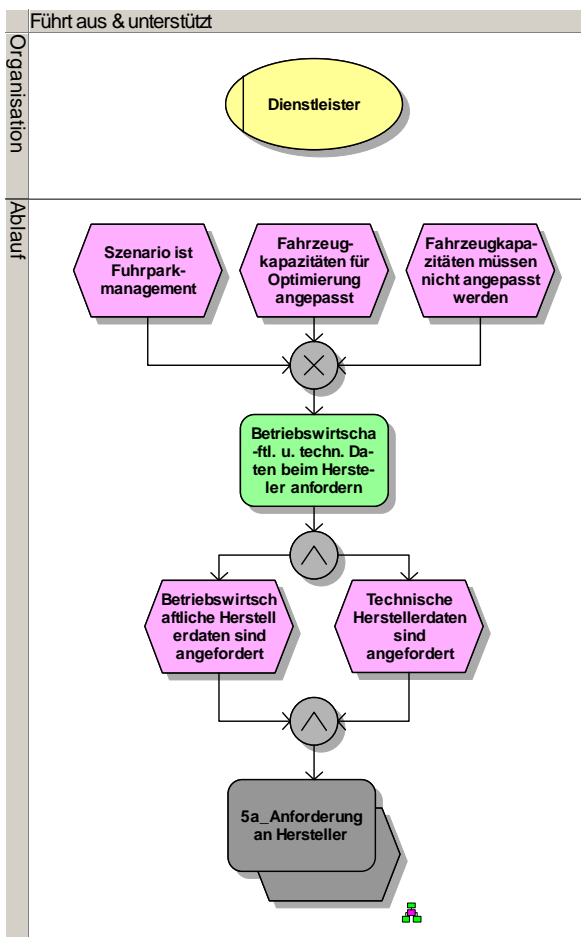 Führt aus & unterstützt
Organisation
Dienstleister
Ablauf
Szenario ist
Fuhrpark-
management
Fahrzeug-
kapazitäten für
Optimierung
angepasst
Fahrzeugkapa-
zitäten müssen
nicht angepasst
werden
Betriebswirtscha
-ftl. u. techn. Da-
ten beim Herste-
ller anfordern
Betriebswirtsch
aftliche Herstell
erdaten sind
angefordert
Technische
Herstellerdaten
sind
angefordert
5a_Anforderung
an Hersteller